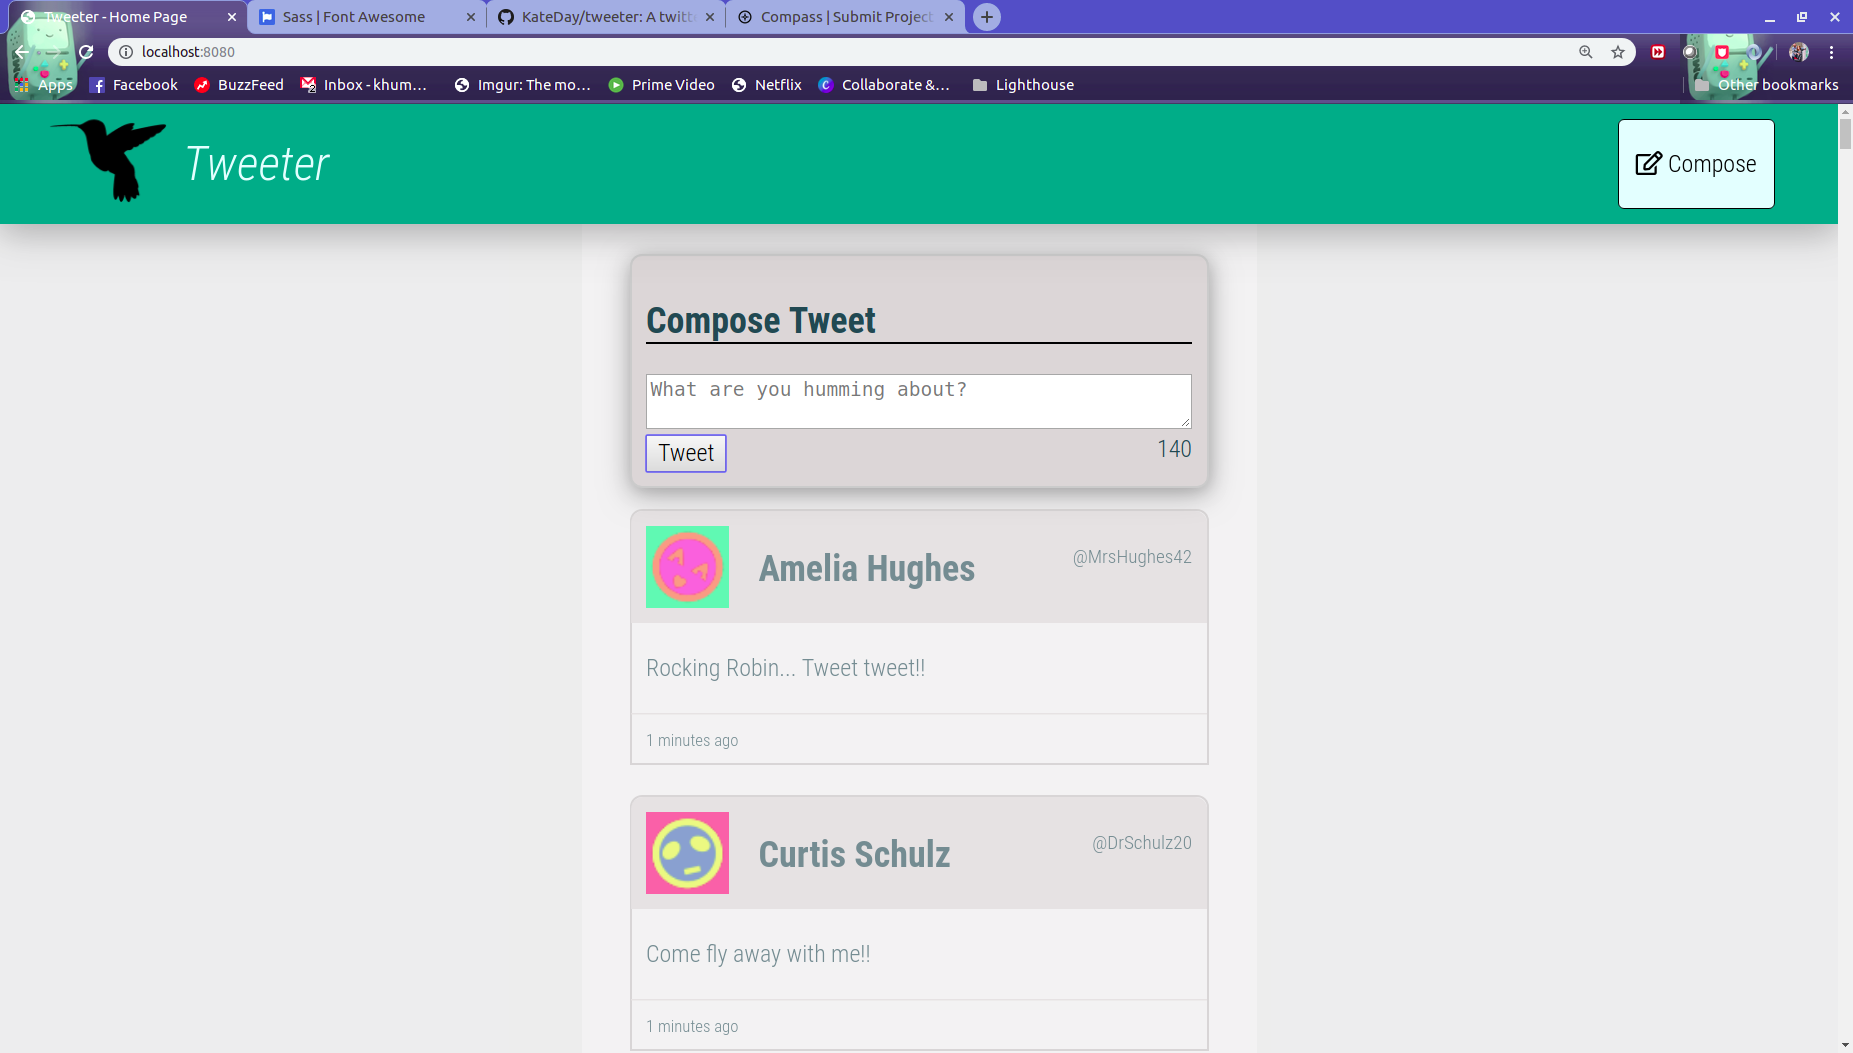 Tweeter - Home Page
Sass | Font Awesome
KateDay/tweeter: A twitt
Compass | Submit Project
localhost:8080
Apps
Facebook
BuzzFeed
Inbox - khum...
Imgur: The mo...
Prime Video
Netflix
Collaborate &...
Lighthouse
Other bookmarks
Tweeter
Compose
Compose Tweet
What are you humming about?
Tweet
140
Amelia Hughes
@MrsHughes42
Rocking Robin... Tweet tweet!!
1 minutes ago
Curtis Schulz
@DrSchulz20
Come fly away with me!!
1 minutes ago